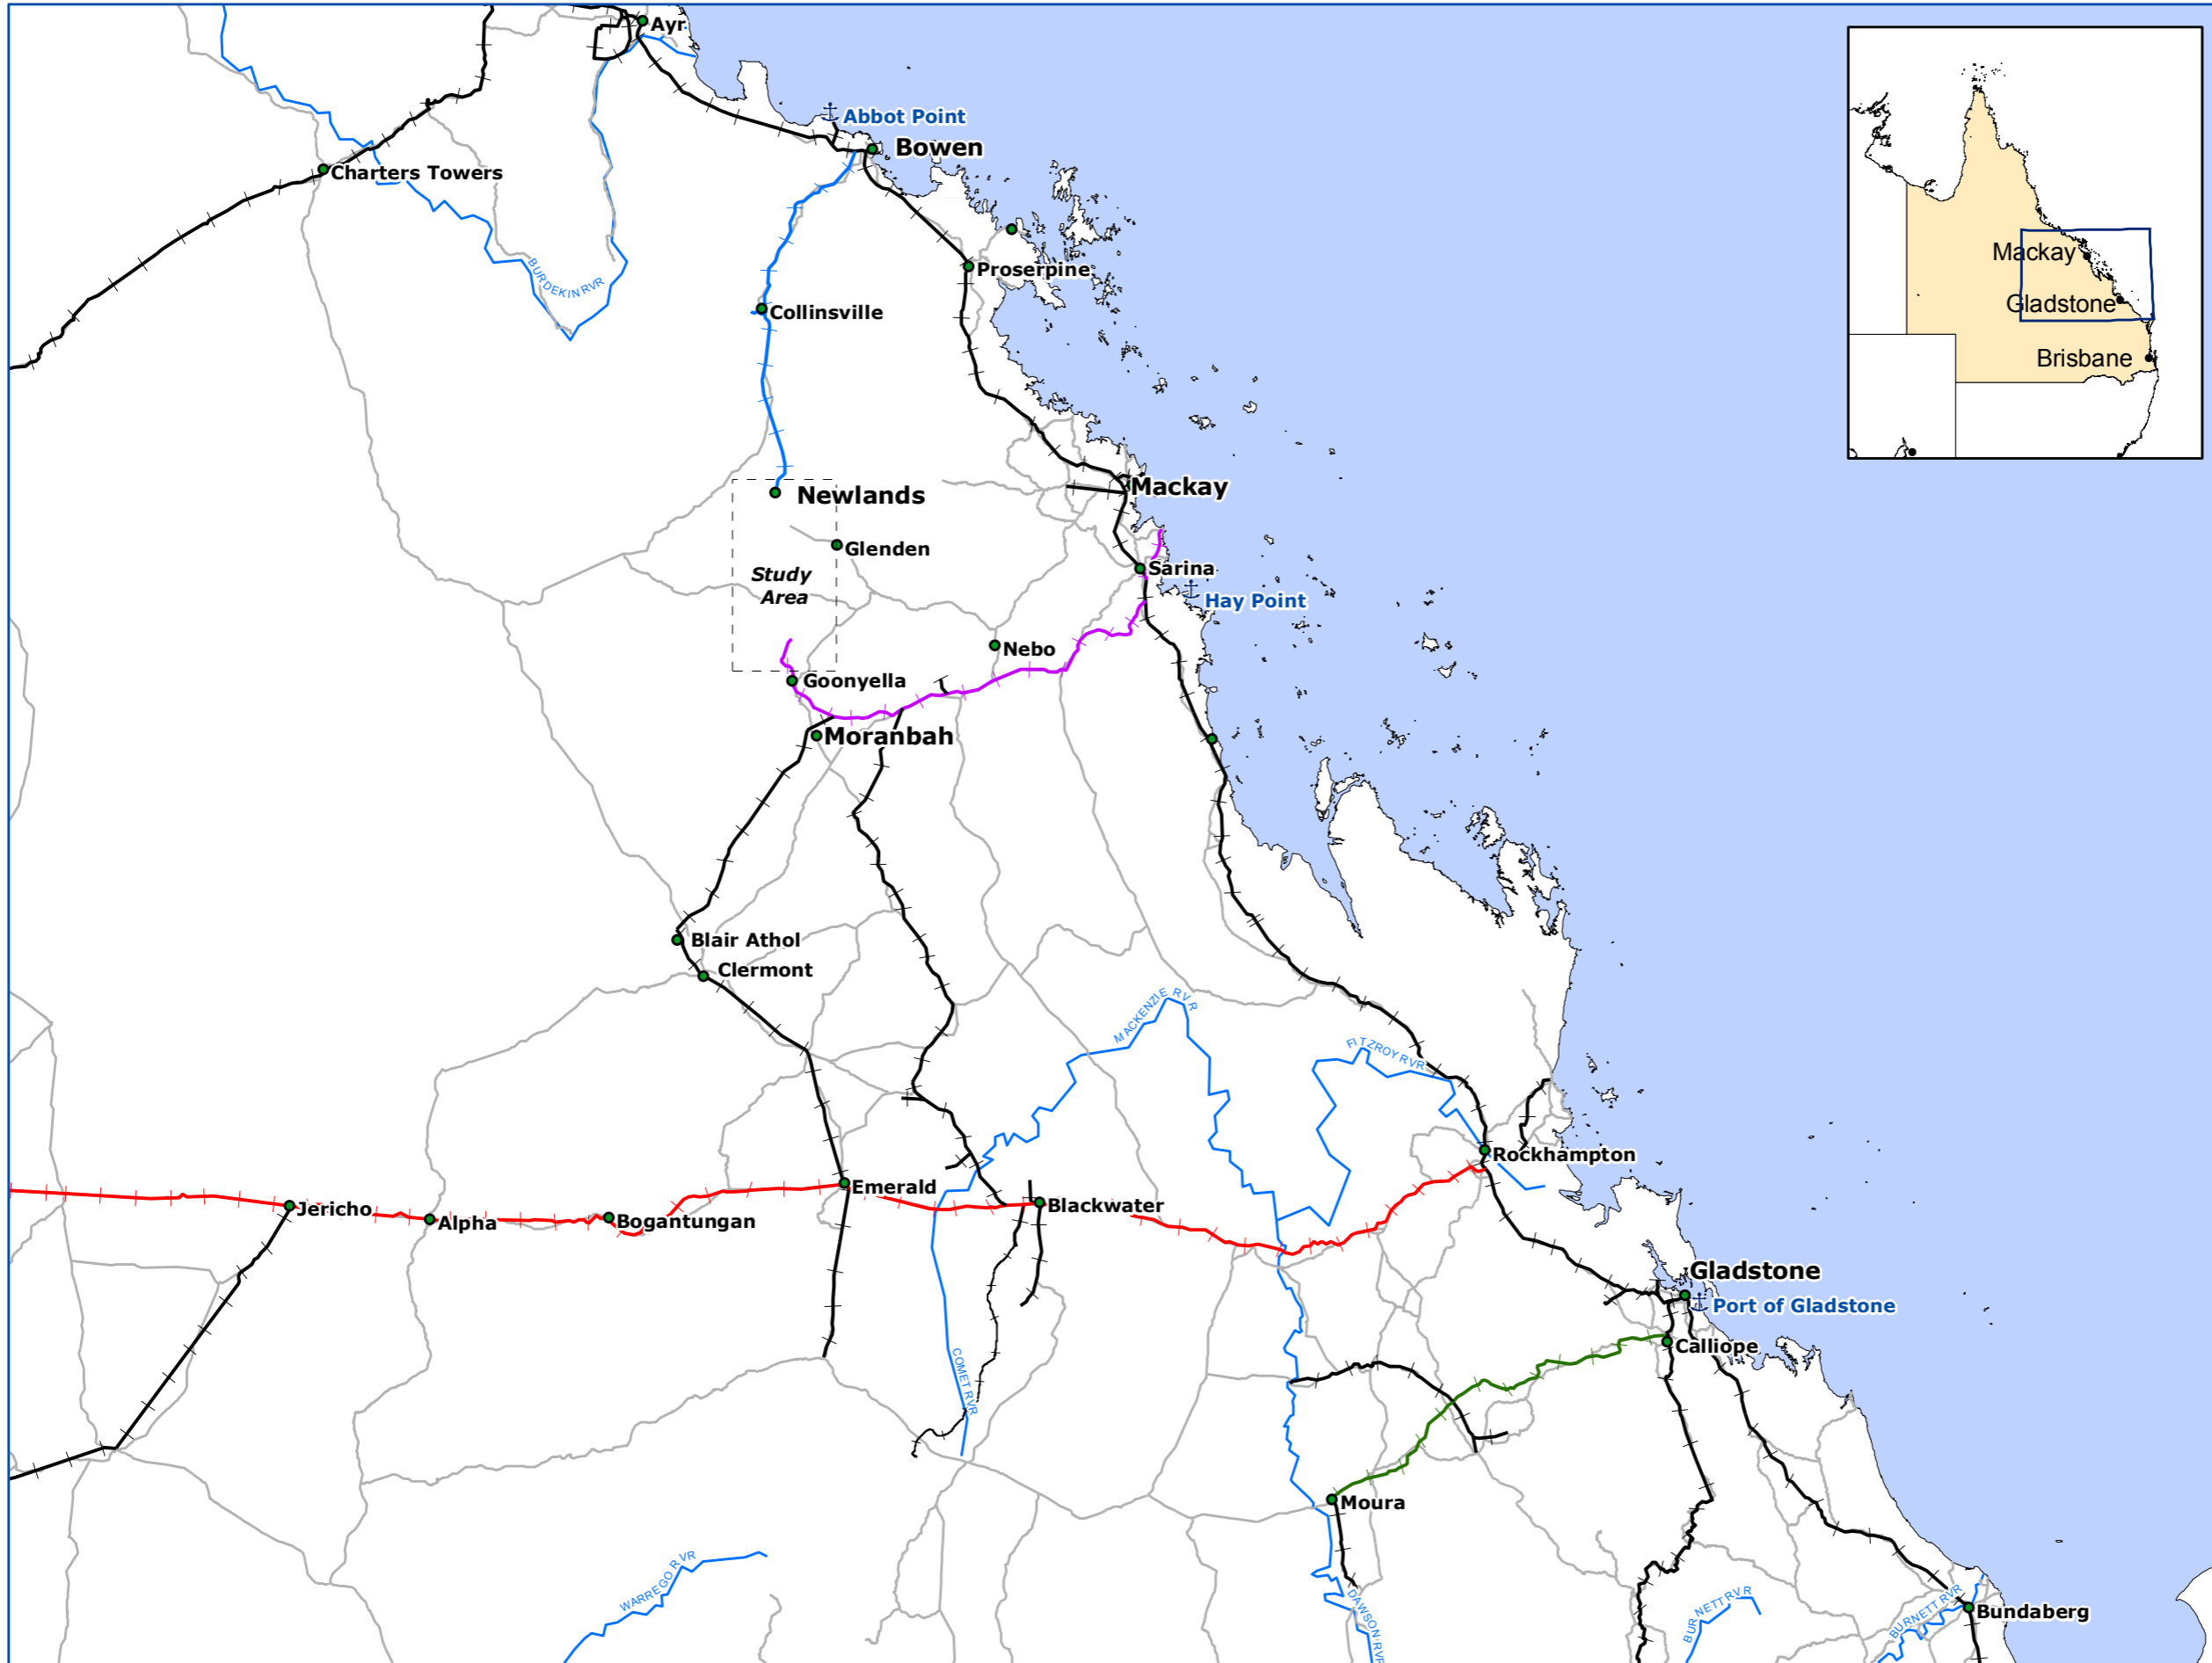 Ayr
Abbot Point
Bowen
Charters Towers
BURDEKIN RVR
Proserpine
Collinsville
Mackay
Gladstone
Brisbane
Newlands
Mackay
Glenden
Study
Area
Sarina
Hay Point
Nebo
Goonyella
Moranbah
Blair Athol
Clermont
MACKENZIE RVR
FITZROY RVR
Rockhampton
Emerald
Jericho
Alpha
Bogantungan
Blackwater
Gladstone
Port of Gladstone
Calliope
COMET RVR
Moura
WARREGO RVR
DAWSON RVR
BURNETT RVR
BURNETT RVR
Bundaberg